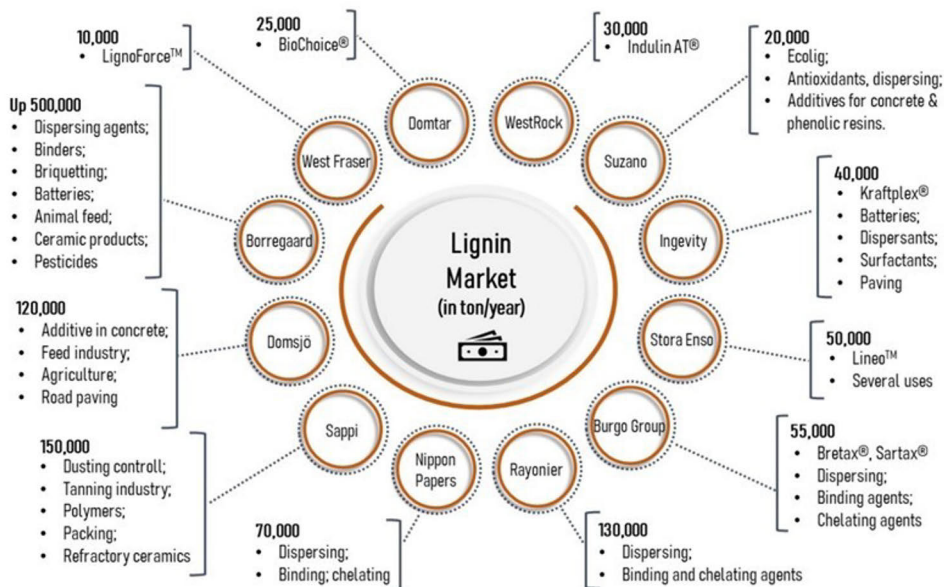 10,000
• LignoForce™
25,000
• BioChoice®
30,000
• Indulin AT®
20,000
• Ecolig;
• Antioxidants, dispersing;
• Additives for concrete &
phenolic resins.
Up 500,000
• Dispersing agents;
• Binders;
• Briquetting;
• Batteries;
• Animal feed;
• Ceramic products;
• Pesticides
Domtar
WestRock
West Fraser
Suzano
40,000
• Kraftplex®
• Batteries;
• Dispersants;
• Surfactants;
• Paving
Borregaard
Ingevity
Lignin
Market
(in ton/year)
120,000
• Additive in concrete;
• Feed industry;
• Agriculture;
• Road paving
Domsjö
Stora Enso
50,000
• Lineo™
• Several uses
Sappi
Burgo Group
150,000
• Dusting controll;
• Tanning industry;
• Polymers;
• Packing;
• Refractory ceramics
Nippon
Papers
Rayonier
55,000
• Bretax®, Sartax®
• Dispersing;
• Binding agents;
• Chelating agents
70,000
• Dispersing;
• Binding; chelating
130,000
• Dispersing;
• Binding and chelating agents